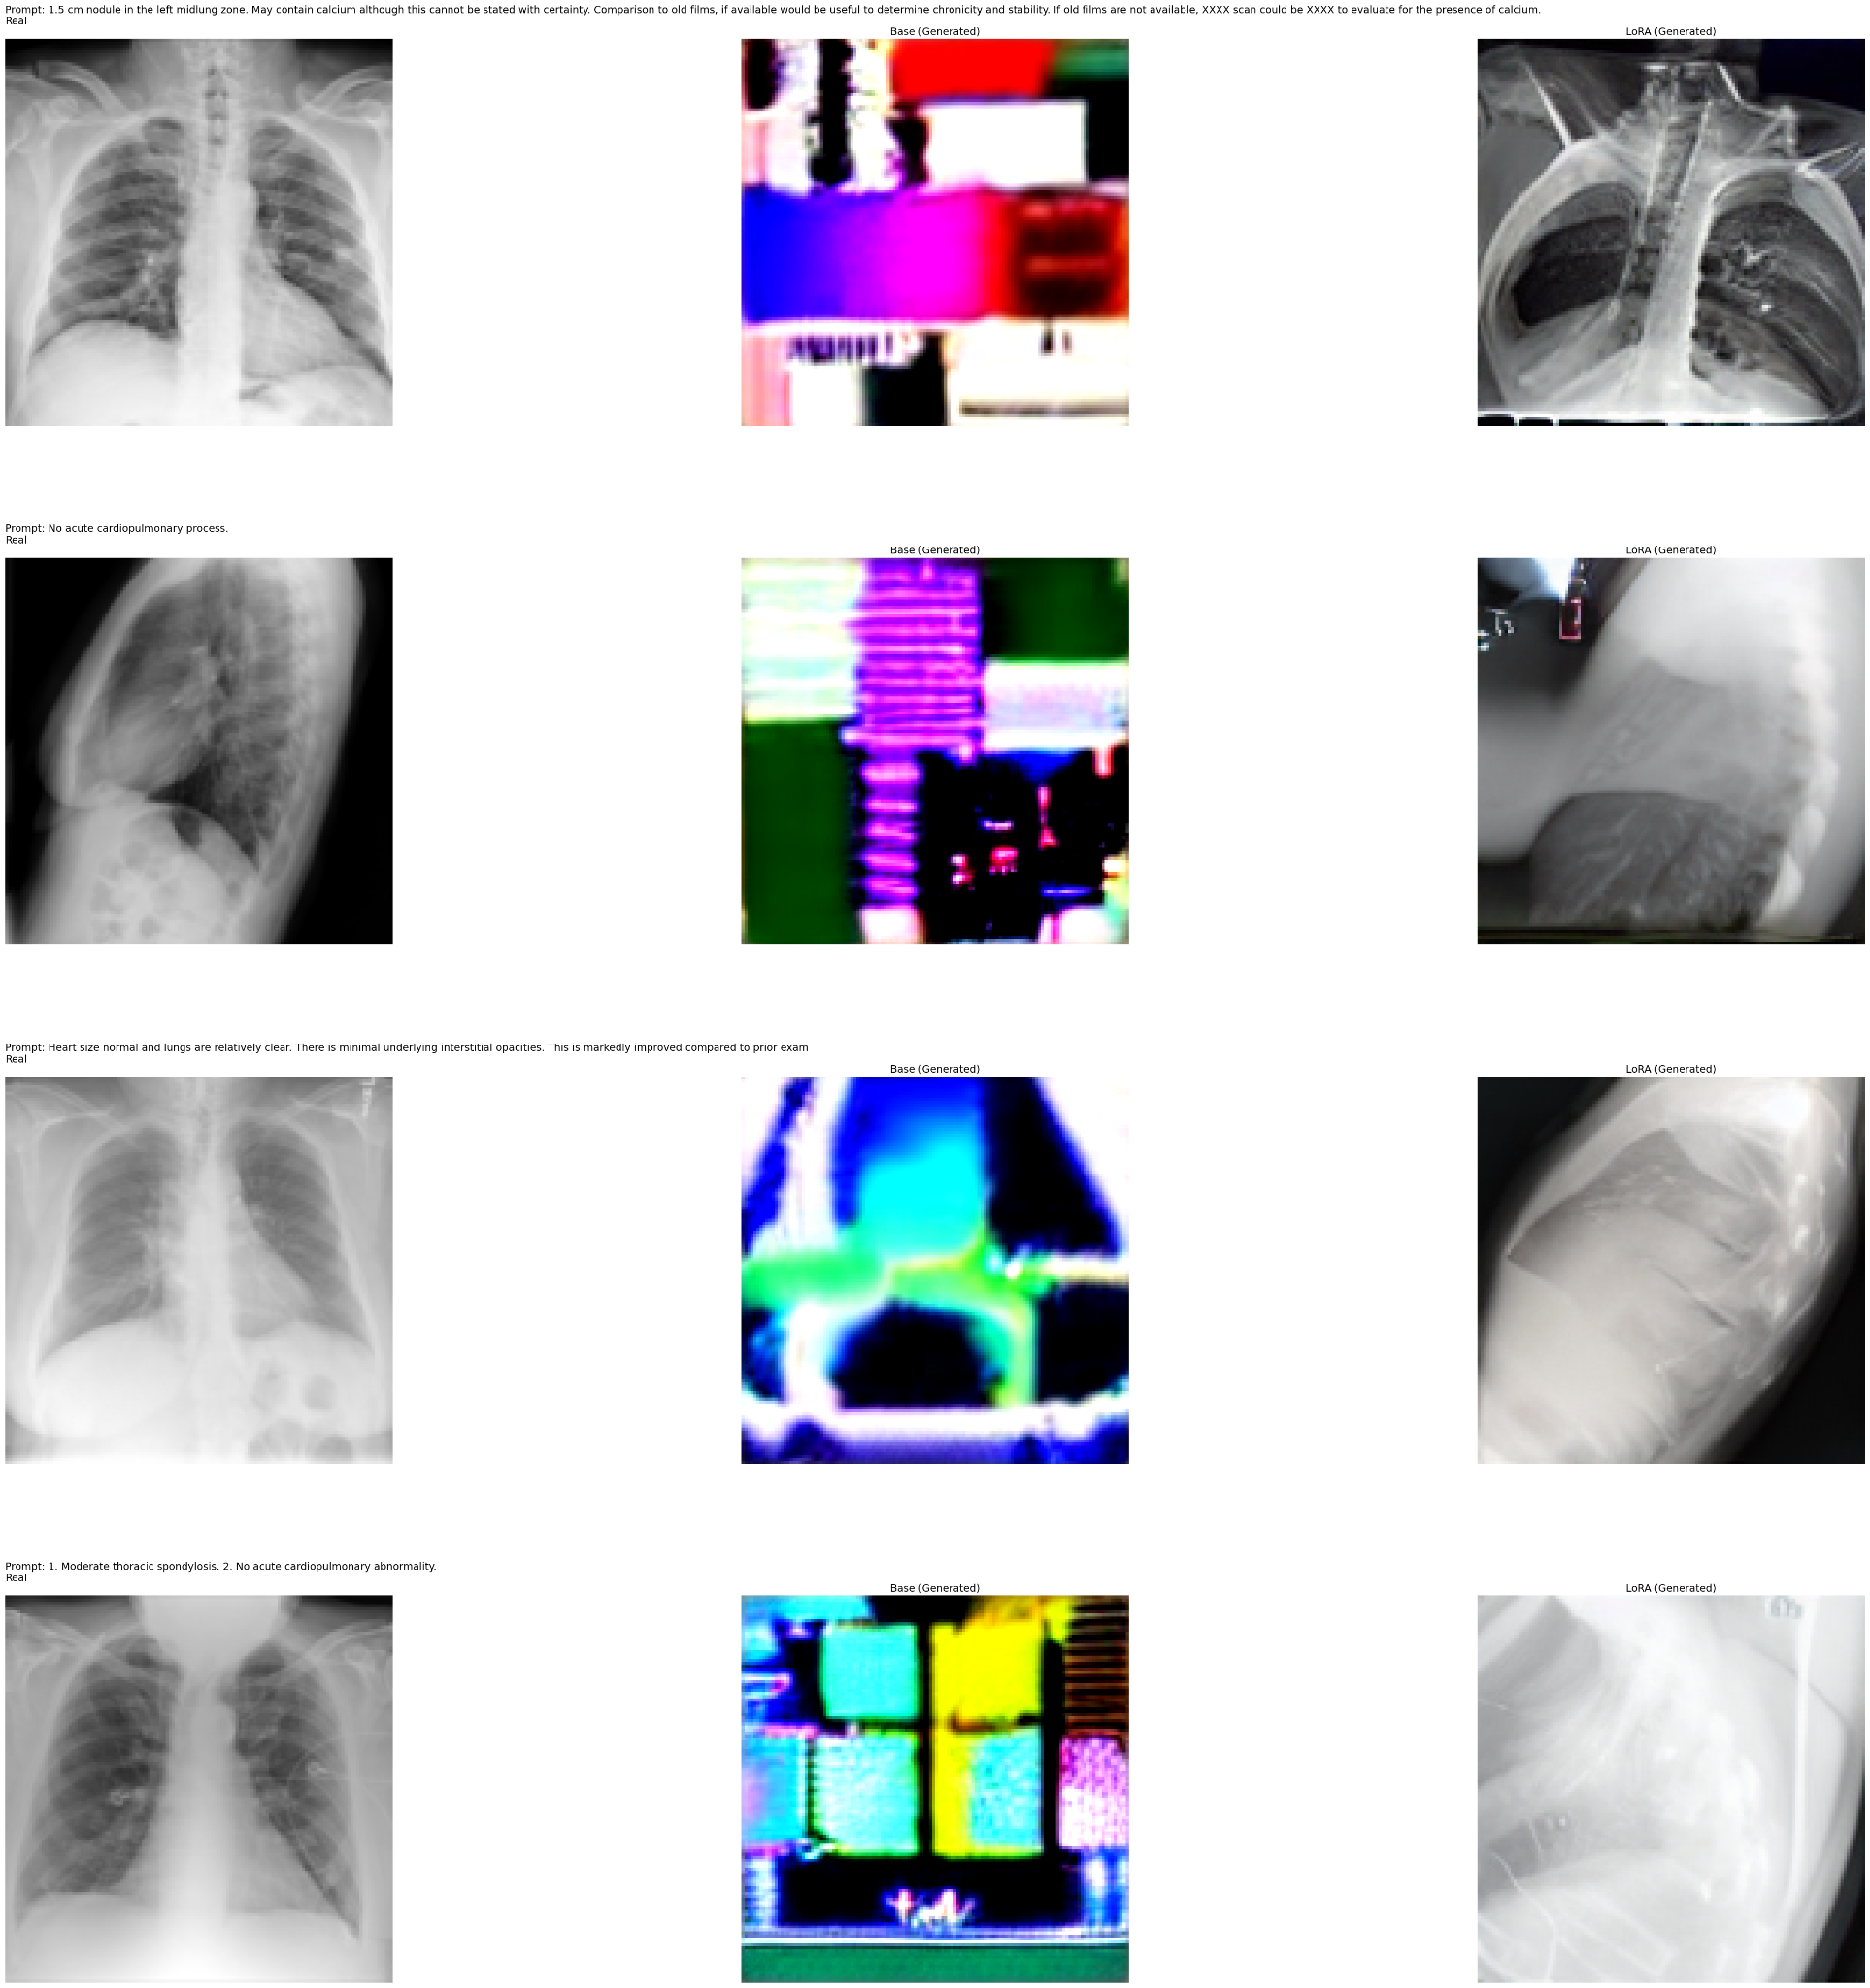 Prompt: 1.5 cm nodule in the left midlung zone. May contain calcium although this cannot be stated with certainty. Comparison to old films, if available would be useful to determine chronicity and stability. If old films are not available, XXXX scan could be XXXX to evaluate for the presence of calcium.
Real
Base (Generated)
LoRA (Generated)
Prompt: No acute cardiopulmonary process.
Real
Base (Generated)
LoRA (Generated)
Prompt: Heart size normal and lungs are relatively clear. There is minimal underlying interstitial opacities. This is markedly improved compared to prior exam
Real
Base (Generated)
LoRA (Generated)
Prompt: 1. Moderate thoracic spondylosis. 2. No acute cardiopulmonary abnormality.
Real
Base (Generated)
LoRA (Generated)